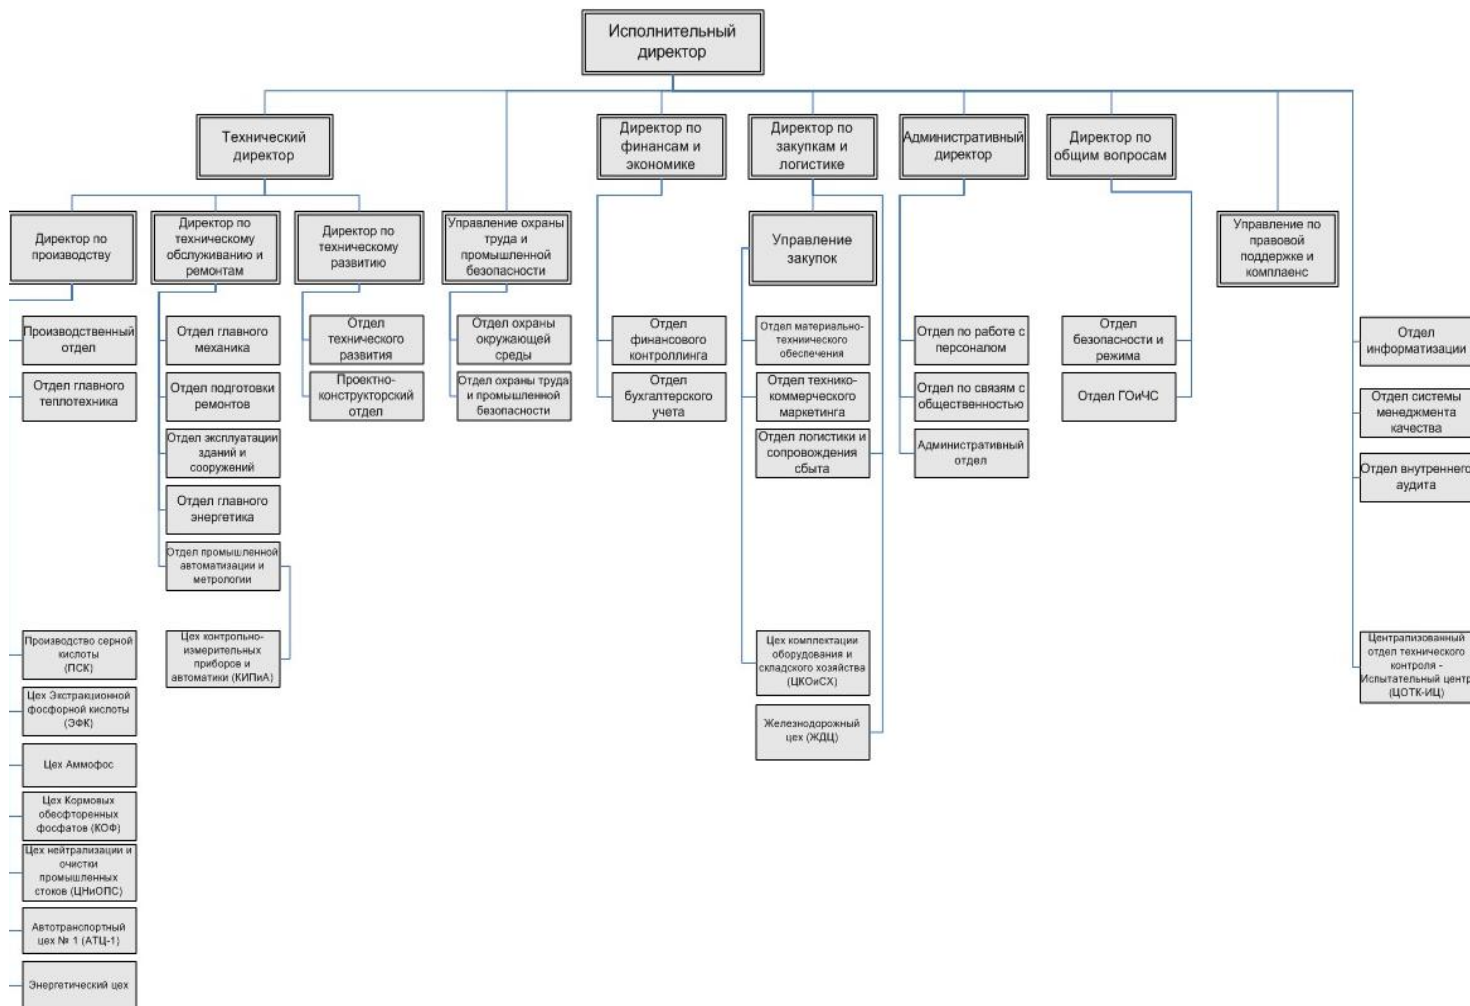 Исполнительный
директор
Технический
директор
Директор по
финансам и
экономике
Директор по
закупкам и
логистике
Административный
директор
Директор по
общим вопросам
Директор по
производству
Директор по
техническому
обслуживанию и
ремонтам
Директор по
техническому
развитию
Управление охраны
труда и
промышленной
безопасности
Управление
закупок
Управление по
правовой
поддержке и
комплаенс
Производственный
отдел
Отдел главного
механика
Отдел
технического
развития
Отдел охраны
окружающей
среды
Отдел
финансового
контроллинга
Отдел материально-
техниического
обеспечения
Отдел по работе с
персоналом
Отдел
безопасности и
режима
Отдел
информатизации
Отдел главного
теплотехника
Отдел подготовки
ремонтов
Проектно-
конструкторский
отдел
Отдел охраны труда
и промышленной
безопасности
Отдел
бухгалтерского
учета
Отдел технико-
коммерческого
маркетинга
Отдел по связям с
общественностью
Отдел ГОиЧС
Отдел системы
менеджмента
качества
Отдел эксплуатации
зданий и
сооружений
Отдел логистики и
сопровождения
сбыта
Административный
отдел
Отдел внутреннего
аудита
Отдел главного
энергетика
Отдел промышленной
автоматизации и
метрологии
Производство серной
кислоты
(ПСК)
Цех контрольно-
измерительных
приборов и
автоматики (КИПиА)
Цех комплектации
оборудования и
складского хозяйства
(ЦКОиСХ)
Централизованный
отдел технического
контроля -
Испытательный центр
(ЦОТК-ИЦ)
Цех Экстракционной
фосфорной кислоты
(ЭФК)
Железнодорожный
цех (ЖДЦ)
Цех Аммофос
Цех Кормовых
обесфторенных
фосфатов (КОФ)
Цех нейтрализации и
очистки
промышленных
стоков (ЦНиОПС)
Автотранспортный
цех № 1 (АТЦ-1)
Энергетический цех